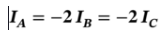 I_A = −2 I_B = −2 I_C